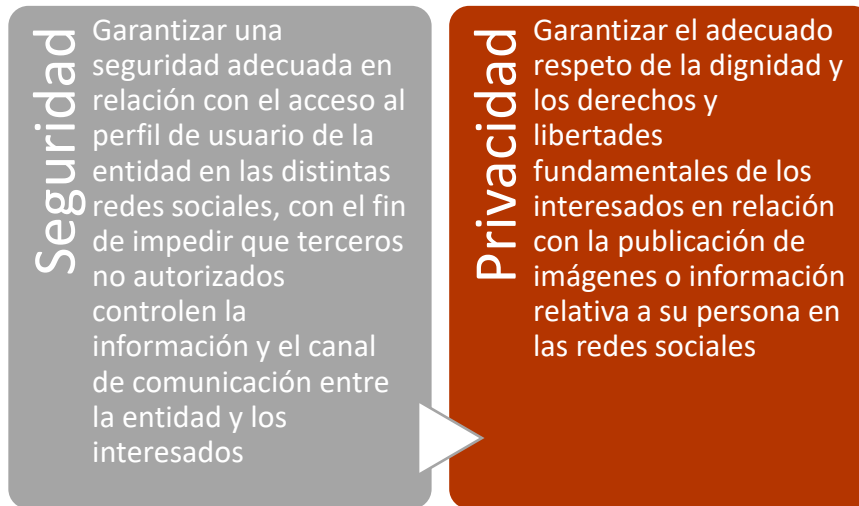 Seguridad
Garantizar una
seguridad adecuada en
relación con el acceso al
perfil de usuario de la
entidad en las distintas
redes sociales, con el fin
de impedir que terceros
no autorizados
controlen la
información y el canal
de comunicación entre
la entidad y los
interesados
Privacidad
Garantizar el adecuado
respeto de la dignidad y
los derechos y
libertades
fundamentales de los
interesados en relación
con la publicación de
imágenes o información
relativa a su persona en
las redes sociales